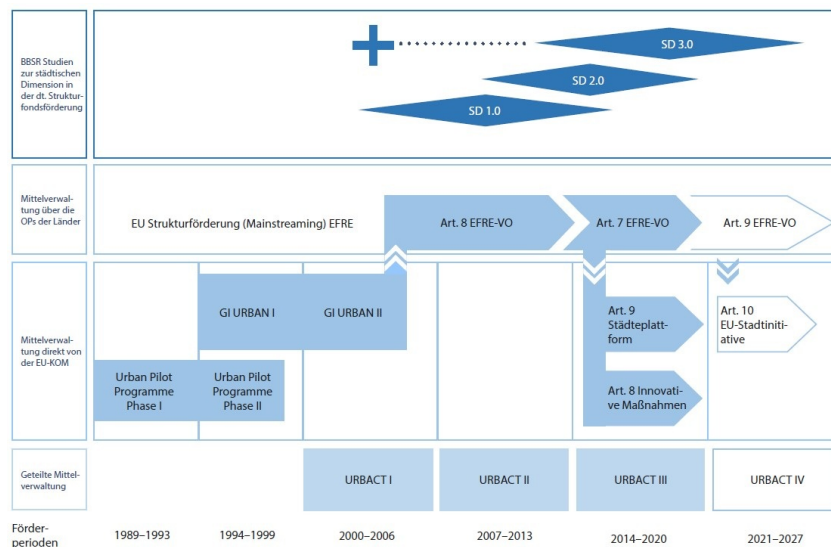 BBSR Studien
zur städtischen
Dimension in
der dt. Struktur-
fondsförderung
SD 3.0
SD 2.0
SD 1.0
Mittelverwaltung
über die
OPs der Länder
EU Strukturförderung (Mainstreaming) EFRE
Art. 8 EFRE-VO
Art. 7 EFRE-VO
Art. 9 EFRE-VO
Mittelverwal-
tung direkt von
der EU-KOM
GI URBAN I
GI URBAN II
Urban Pilot
Programme
Phase I
Urban Pilot
Programme
Phase II
Art. 9
Städteplatt-
form
Art. 8 Innovati-
ve Maßnahmen
Art. 10
EU-Stadtinitia-
tive
Geteilte Mittel-
verwaltung
URBACT I
URBACT II
URBACT III
URBACT IV
Förder-
perioden
1989–1993
1994–1999
2000–2006
2007–2013
2014–2020
2021–2027